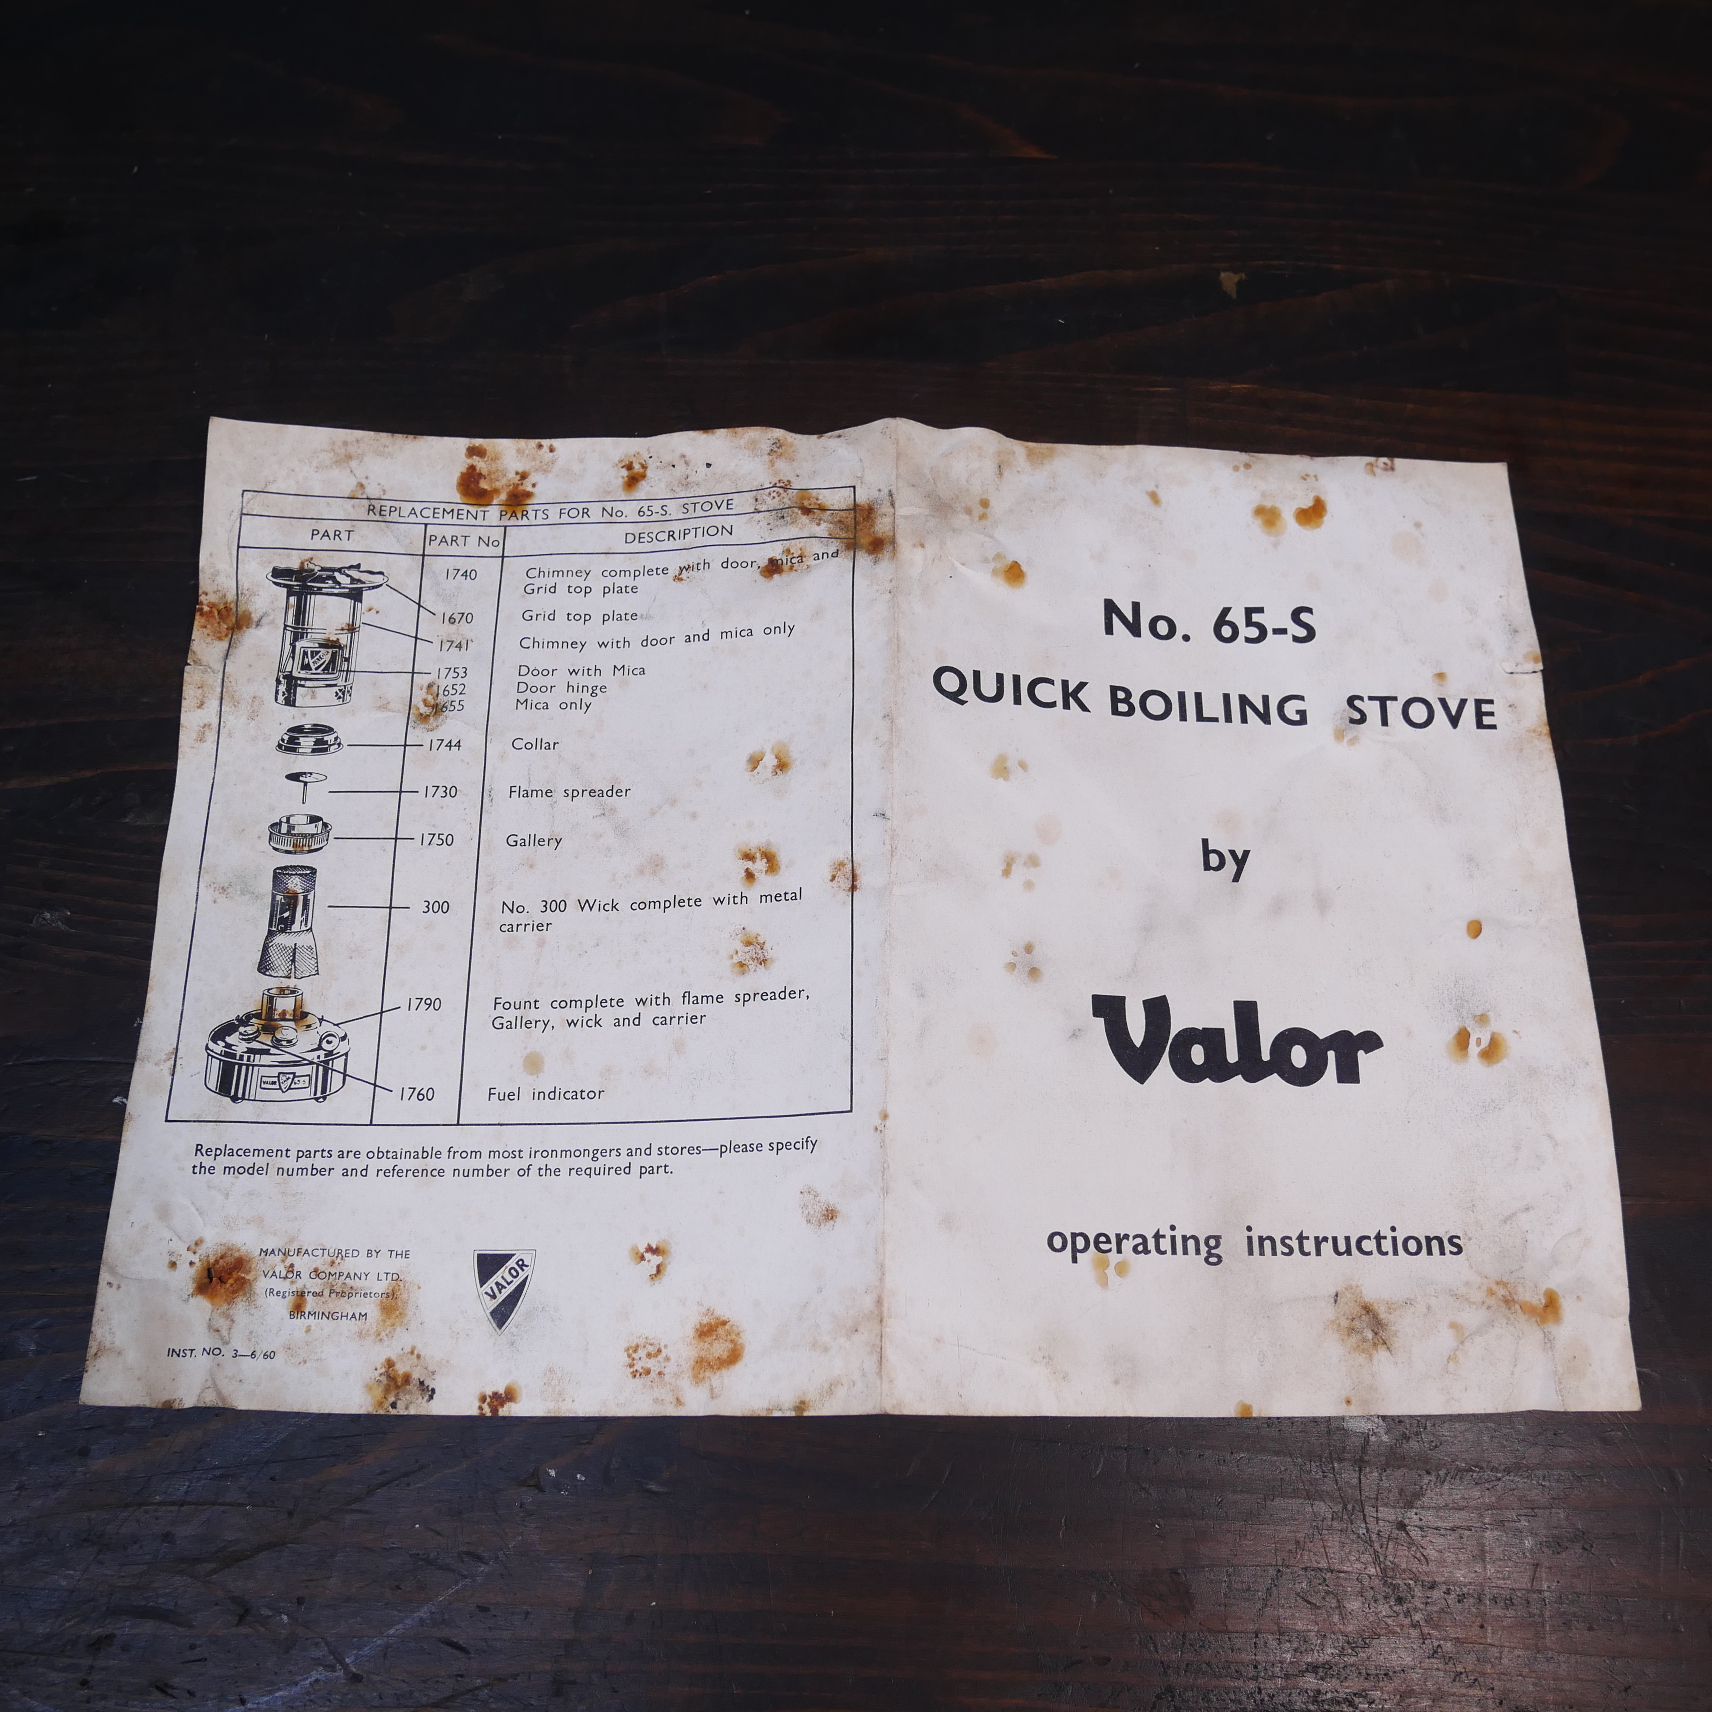 REPLACEMENT PARTS FOR No. 65-S. STOVE
PART PART No DESCRIPTION
1740 Chimney complete with door, mica and
Grid top plate
1670 Grid top plate
1741 Chimney with door and mica only
1753 Door with Mica
1652 Door hinge
1655 Mica only
1744 Collar
1730 Flame spreader
1750 Gallery
300 No. 300 Wick complete with metal
carrier
1790 Fount complete with flame spreader,
Gallery, wick and carrier
1760 Fuel indicator
VALOR 65 S
Replacement parts are obtainable from most ironmongers and stores—please specify
the model number and reference number of the required part.
MANUFACTURED BY THE
VALOR COMPANY LTD.
(Registered Proprietors),
BIRMINGHAM
VALOR
INST. NO. 3—6/60
No. 65-S
QUICK BOILING STOVE
by
Valor
operating instructions